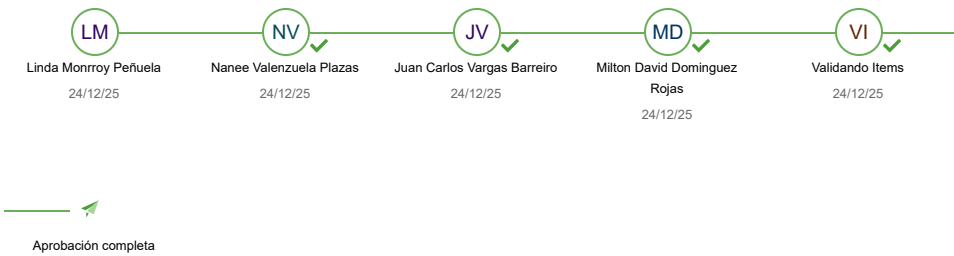 LM NV JV MD VI
Linda Monrroy Peñuela Nanee Valenzuela Plazas Juan Carlos Vargas Barreiro Milton David Dominguez Validando Items
Rojas
24/12/25 24/12/25 24/12/25 24/12/25
24/12/25
Aprobación completa